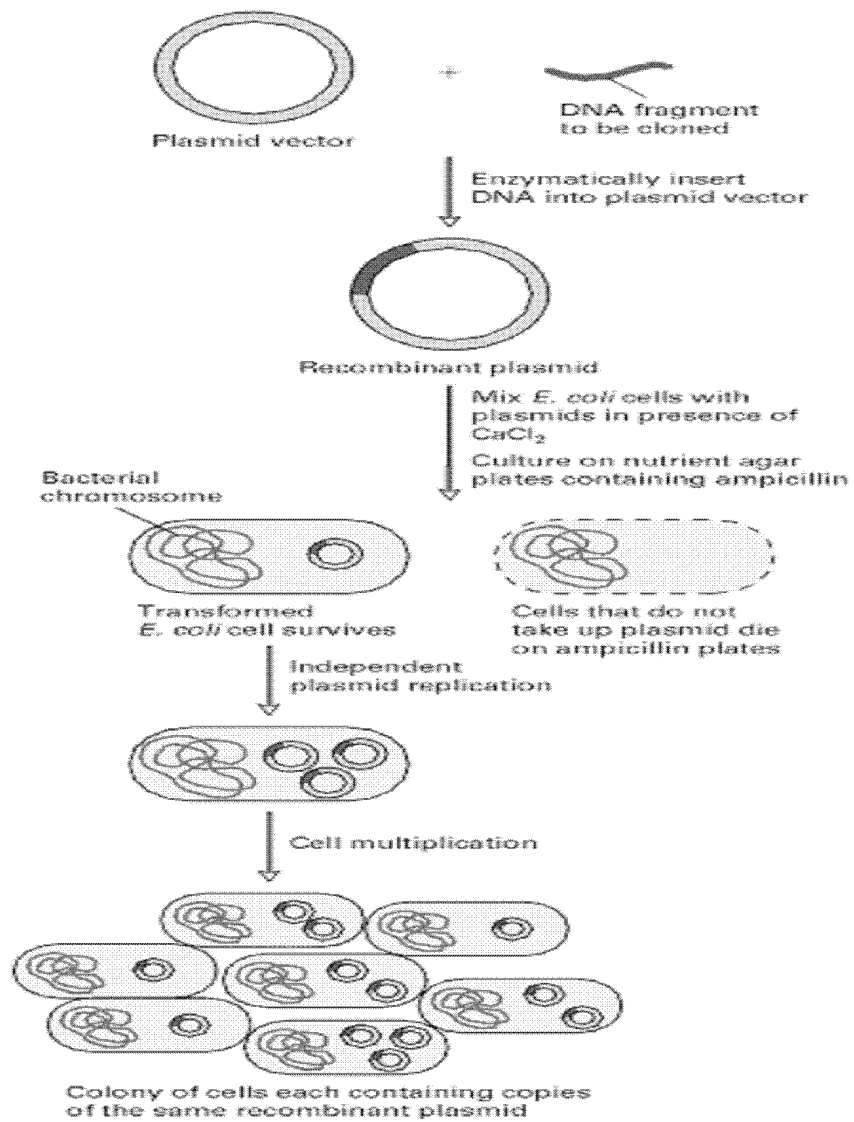 +
DNA fragment
to be cloned
Plasmid vector
Enzymatically insert
DNA into plasmid vector
Recombinant plasmid
Mix E. coli cells with
plasmids in presence of
CaCl₂
Culture on nutrient agar
plates containing ampicillin
Bacterial
chromosome
Transformed
E. coli cell survives
Cells that do not
take up plasmid die
on ampicillin plates
Independent
plasmid replication
Cell multiplication
Colony of cells each containing copies
of the same recombinant plasmid